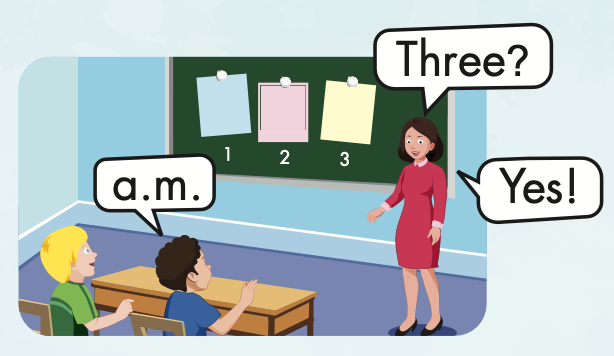 Three?
a.m.
Yes!
1 2 3